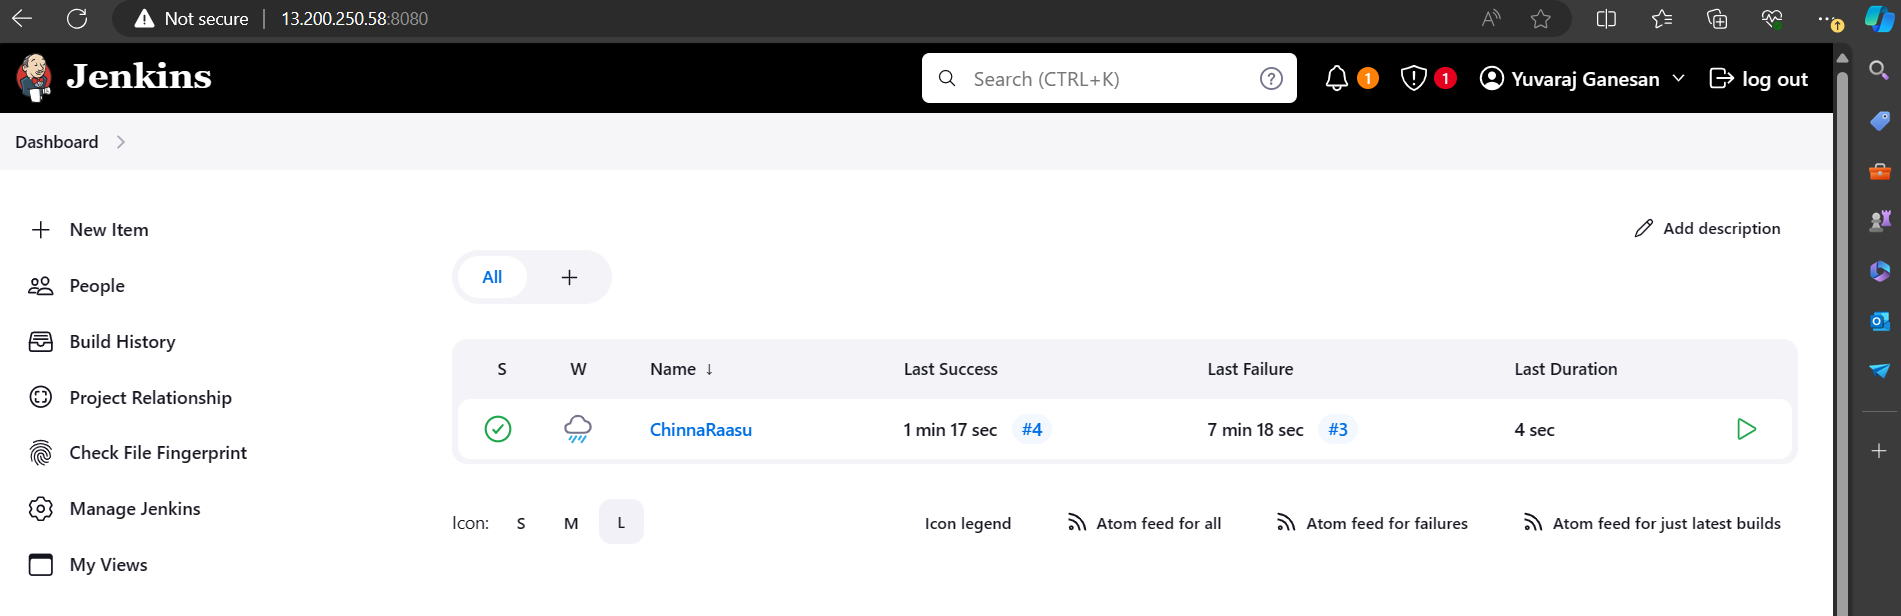 Not secure 13.200.250.58:8080
Jenkins Search (CTRL+K) 1 1 Yuvaraj Ganesan log out
Dashboard
New Item
People
Build History
Project Relationship
Check File Fingerprint
Manage Jenkins
My Views
Add description
All
S W Name ↓ Last Success Last Failure Last Duration
ChinnaRaasu 1 min 17 sec #4 7 min 18 sec #3 4 sec
Icon: S M L Icon legend Atom feed for all Atom feed for failures Atom feed for just latest builds